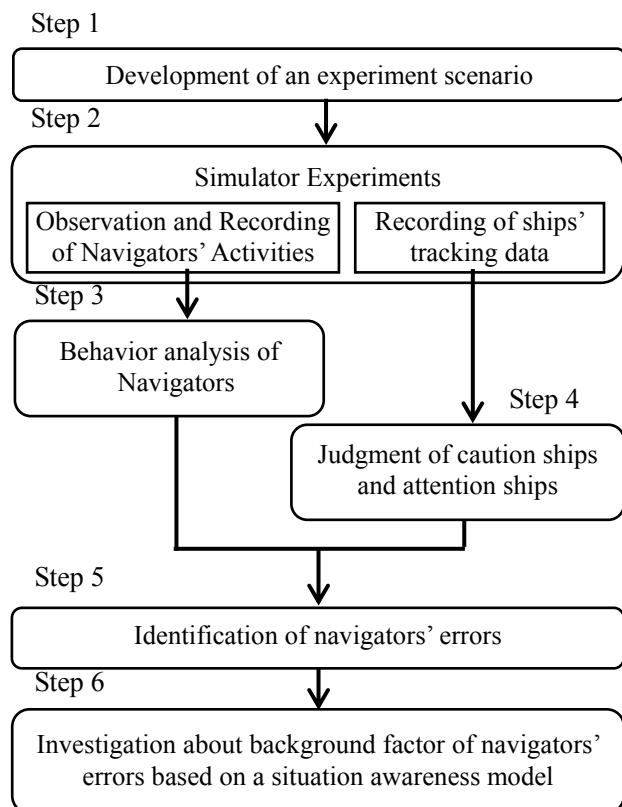 Step 1
Development of an experiment scenario
Step 2
Simulator Experiments
Observation and Recording
of Navigators’ Activities
Recording of ships’
tracking data
Step 3
Behavior analysis of
Navigators
Step 4
Judgment of caution ships
and attention ships
Step 5
Identification of navigators’ errors
Step 6
Investigation about background factor of navigators’
errors based on a situation awareness model